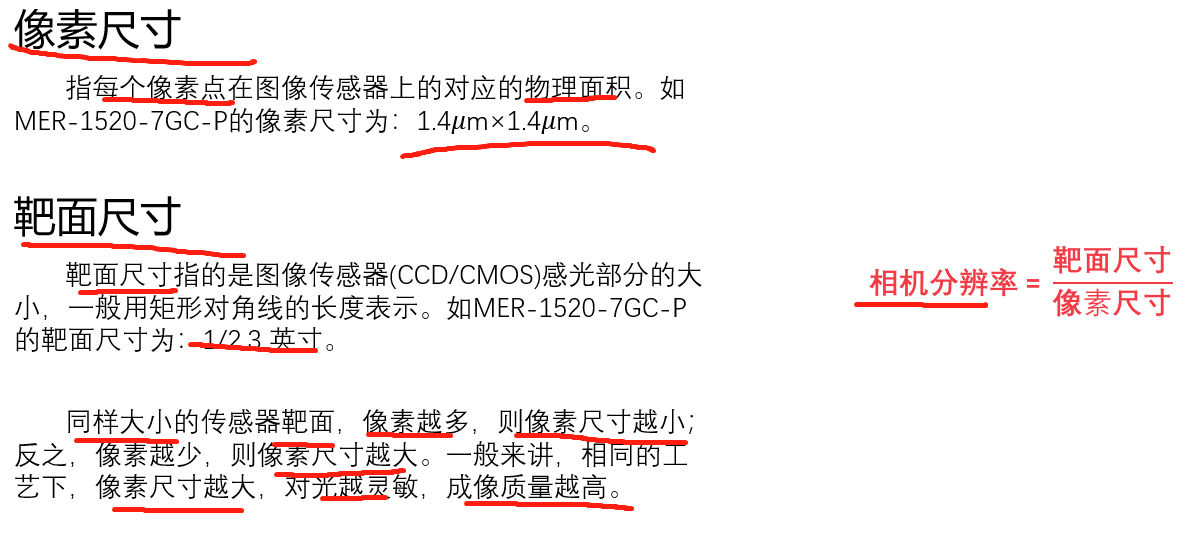 像素尺寸
指每个像素点在图像传感器上的对应的物理面积。如
MER-1520-7GC-P的像素尺寸为：1.4μm×1.4μm。
靶面尺寸
靶面尺寸指的是图像传感器(CCD/CMOS)感光部分的大
小，一般用矩形对角线的长度表示。如MER-1520-7GC-P
的靶面尺寸为：1/2.3 英寸。
同样大小的传感器靶面，像素越多，则像素尺寸越小；
反之，像素越少，则像素尺寸越大。一般来讲，相同的工
艺下，像素尺寸越大，对光越灵敏，成像质量越高。
相机分辨率 =
靶面尺寸
像素尺寸